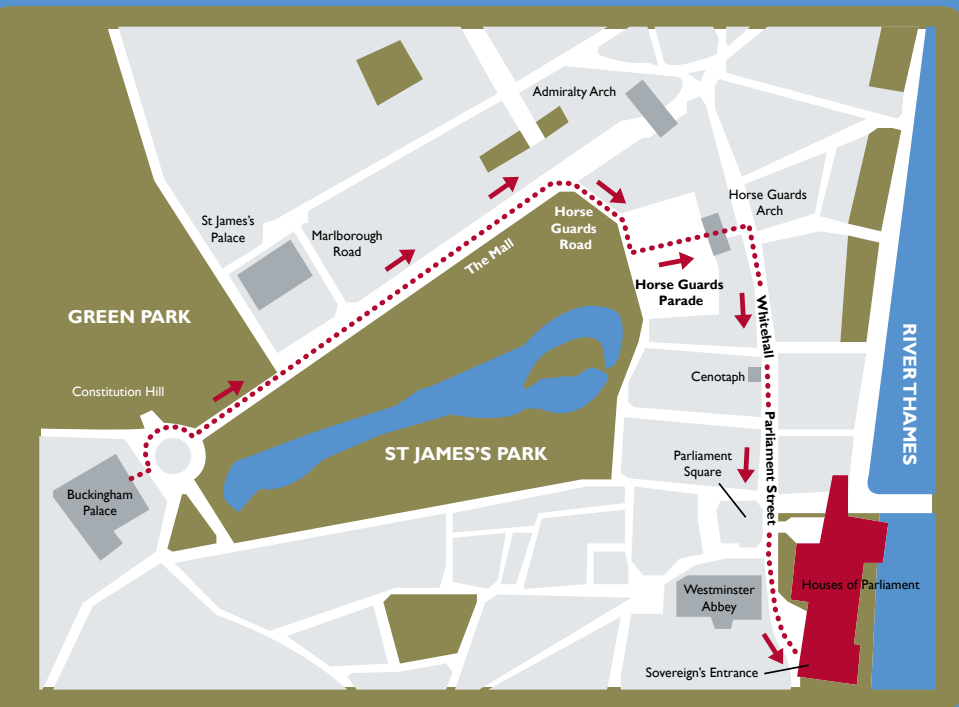 Admiralty Arch
Horse Guards
Arch
St James's
Palace
Marlborough
Road
Horse
Guards
Road
The Mall
Horse Guards
Parade
GREEN PARK
Whitehall
RIVER THAMES
Constitution Hill
Cenotaph
ST JAMES'S PARK
Parliament Street
Parliament
Square
Buckingham
Palace
Houses of Parliament
Westminster
Abbey
Sovereign's Entrance